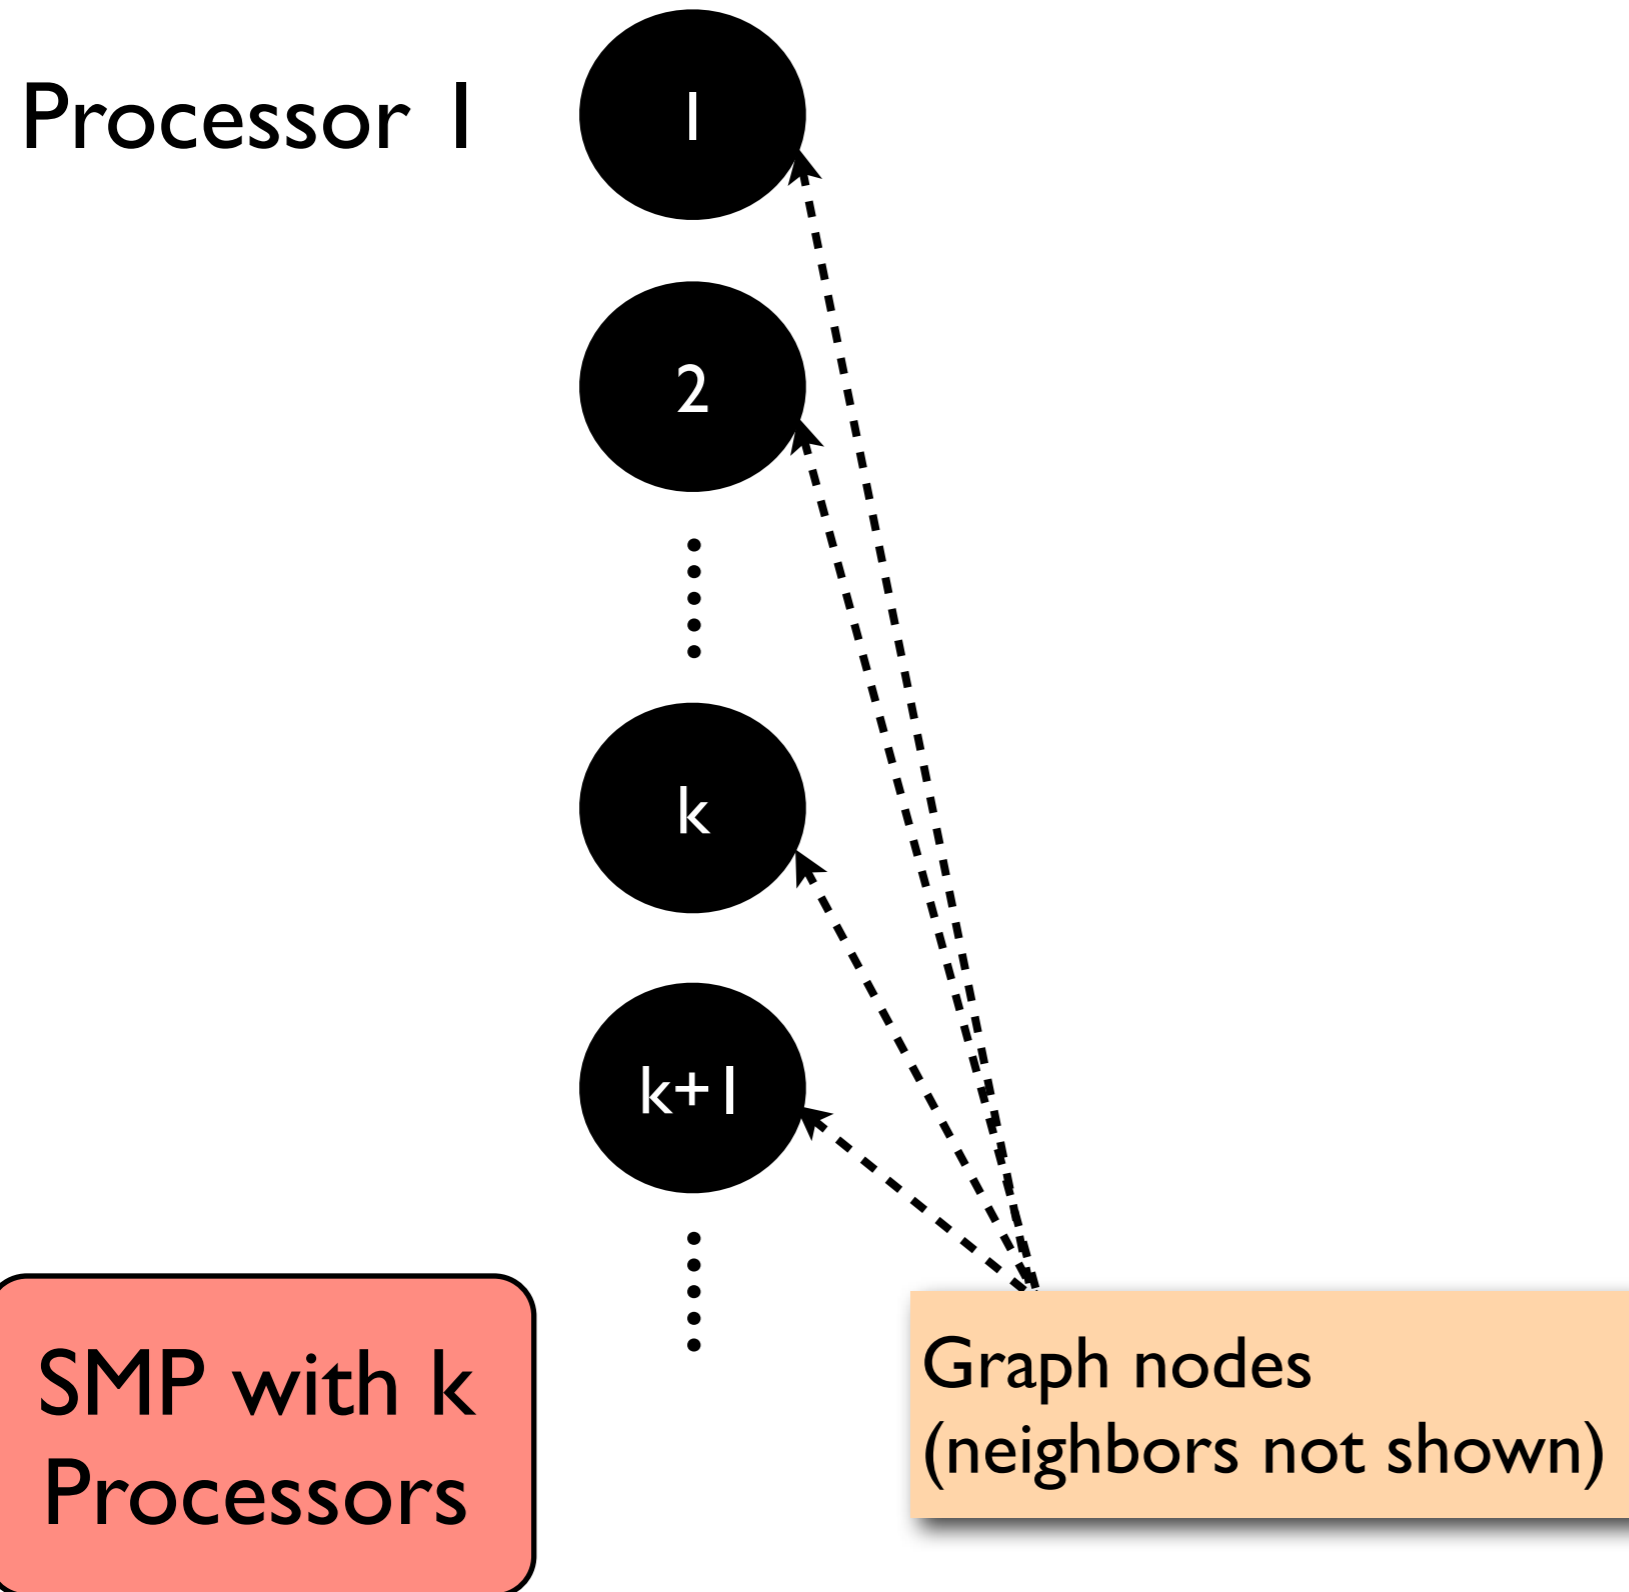 Processor 1
1
2
k
k+1
SMP with k
Processors
Graph nodes
(neighbors not shown)